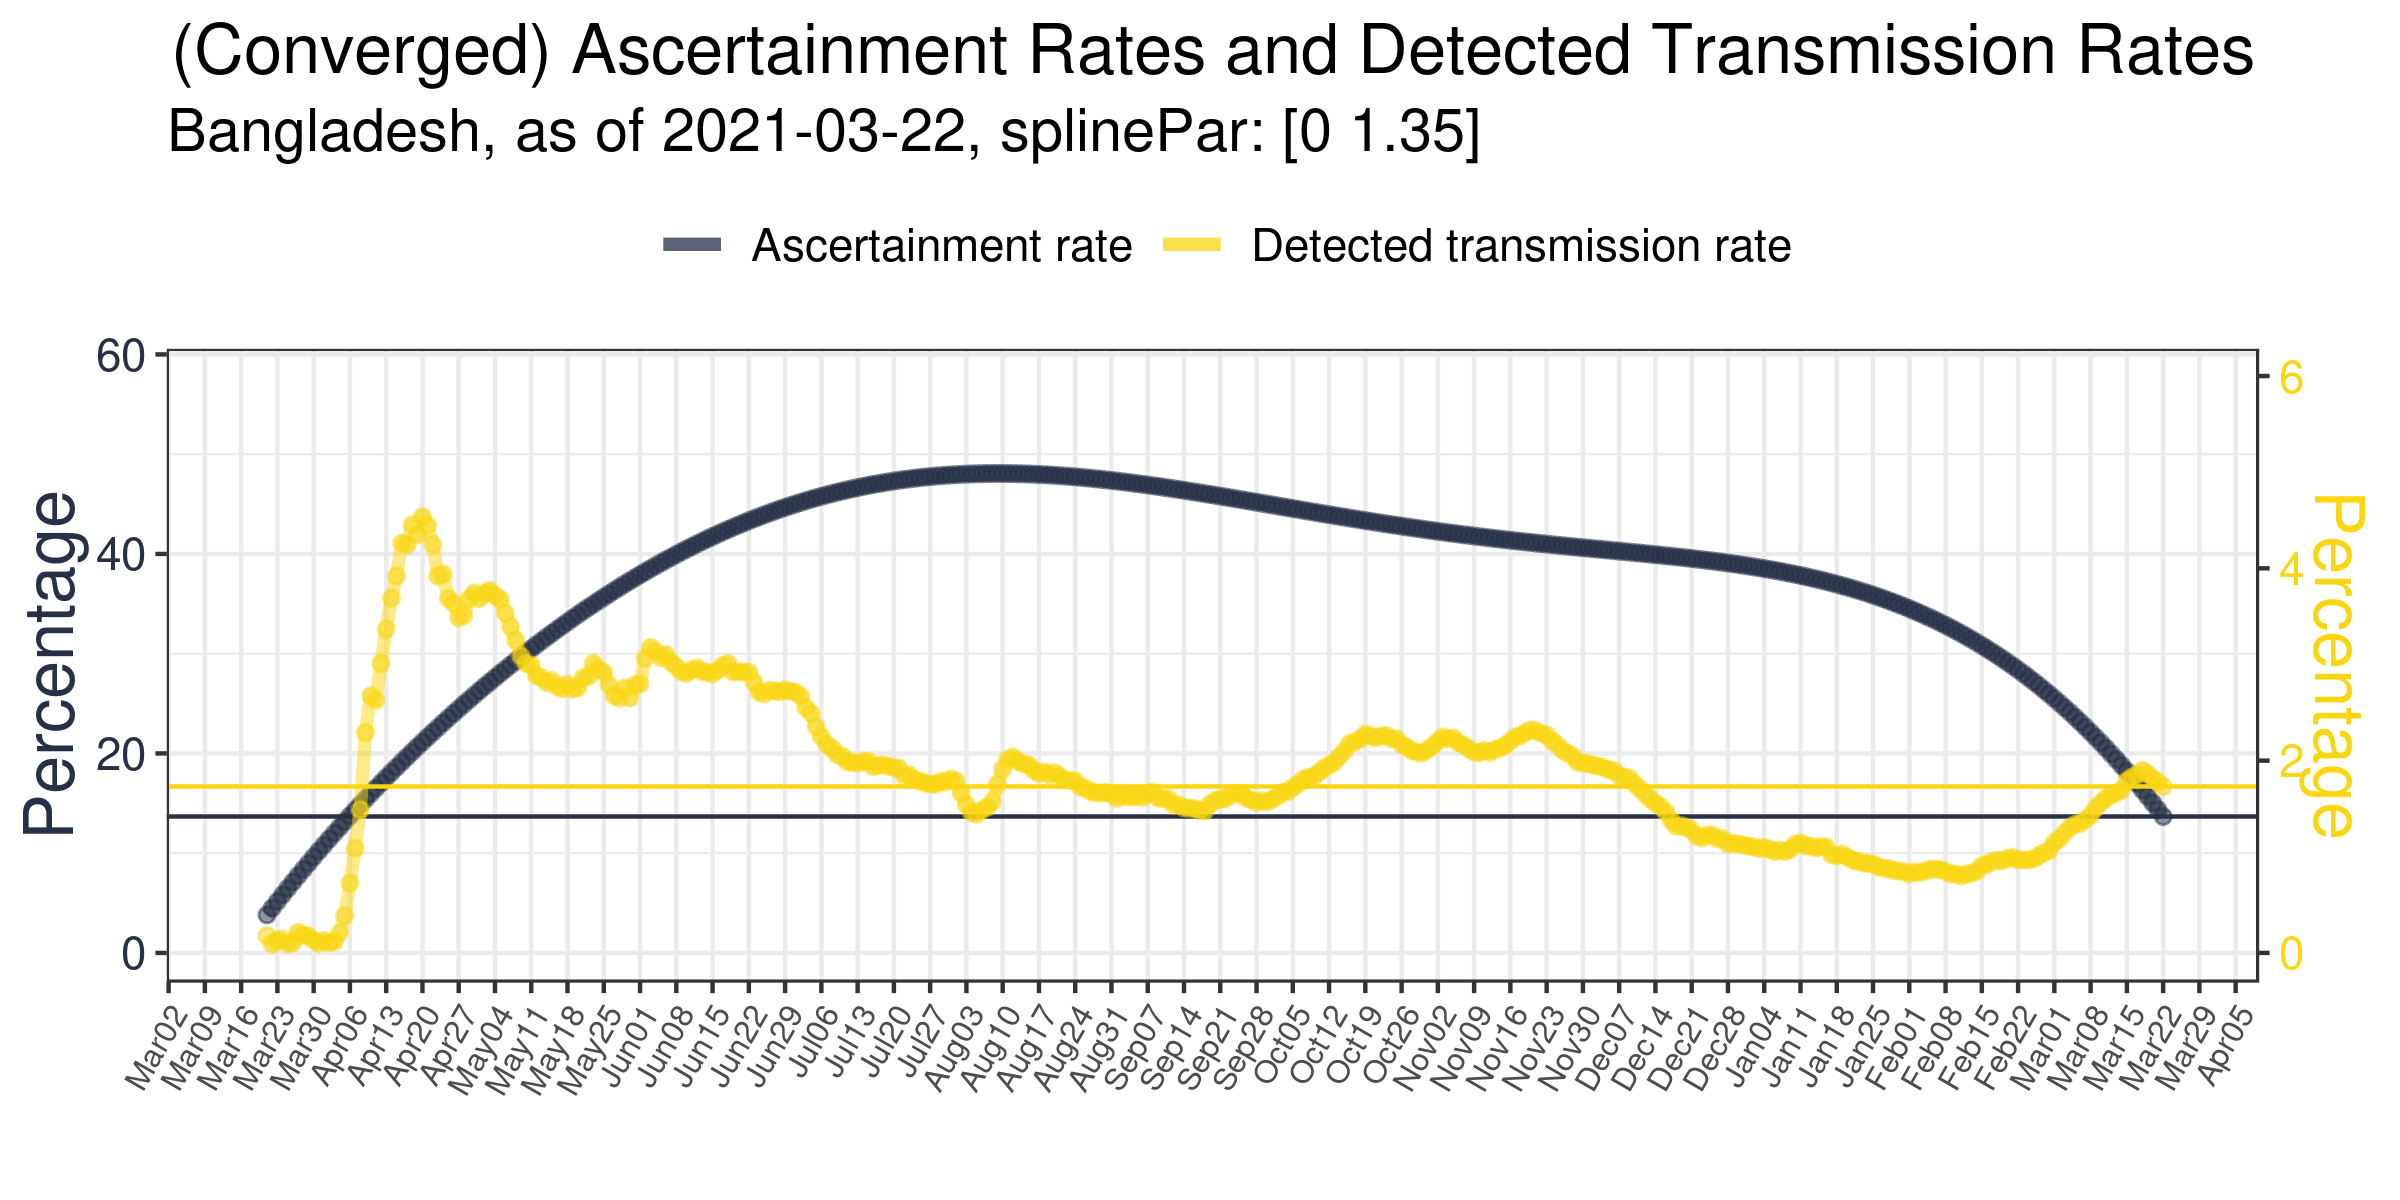 (Converged) Ascertainment Rates and Detected Transmission Rates
Bangladesh, as of 2021-03-22, splinePar: [0 1.35]
Ascertainment rate Detected transmission rate
Percentage
60
40
20
0
6
4
2
0
Percentage
Mar02 Mar09 Mar16 Mar23 Mar30 Apr06 Apr13 Apr20 Apr27 May04 May11 May18 May25 Jun01 Jun08 Jun15 Jun22 Jun29 Jul06 Jul13 Jul20 Jul27 Aug03 Aug10 Aug17 Aug24 Aug31 Sep07 Sep14 Sep21 Sep28 Oct05 Oct12 Oct19 Oct26 Nov02 Nov09 Nov16 Nov23 Nov30 Dec07 Dec14 Dec21 Dec28 Jan04 Jan11 Jan18 Jan25 Feb01 Feb08 Feb15 Feb22 Mar01 Mar08 Mar15 Mar22 Mar29 Apr05